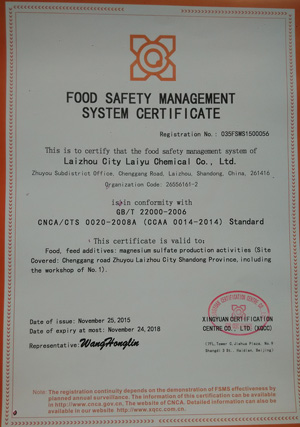 FOOD SAFETY MANAGEMENT
SYSTEM CERTIFICATE
Registration No.: 035FSMS1500056
This is to certify that the food safety management system of
Laizhou City Laiyu Chemical Co., Ltd.
Zhuyou Subdistrict Office, Chenggang Road, Laizhou, Shandong, China, 261416
Organization Code: 26556161-2
is in conformity with
GB/T 22000-2006
CNCA/CTS 0020-2008A (CCAA 0014-2014) Standard
This certificate is valid to:
Food, feed additives: magnesium sulfate production activities (Site
Covered: Chenggang road Zhuyou Laizhou City Shandong Province, including
the workshop of No.1).
Date of issue: November 25, 2015
Date of expiry at most: November 24, 2018
Representative: WangHonglin
XINGYUAN CERTIFICATION
CENTRE CO., LTD (XQCC)
Note: The registration continuity depends on the demonstration of FSMS effectiveness by
planned annual surveillance. The information of this certification can be available
in http://www.cnca.gov.cn. The website of CNCA. Detailed information can also be
available in our website: http://www.xqcc.com.cn.